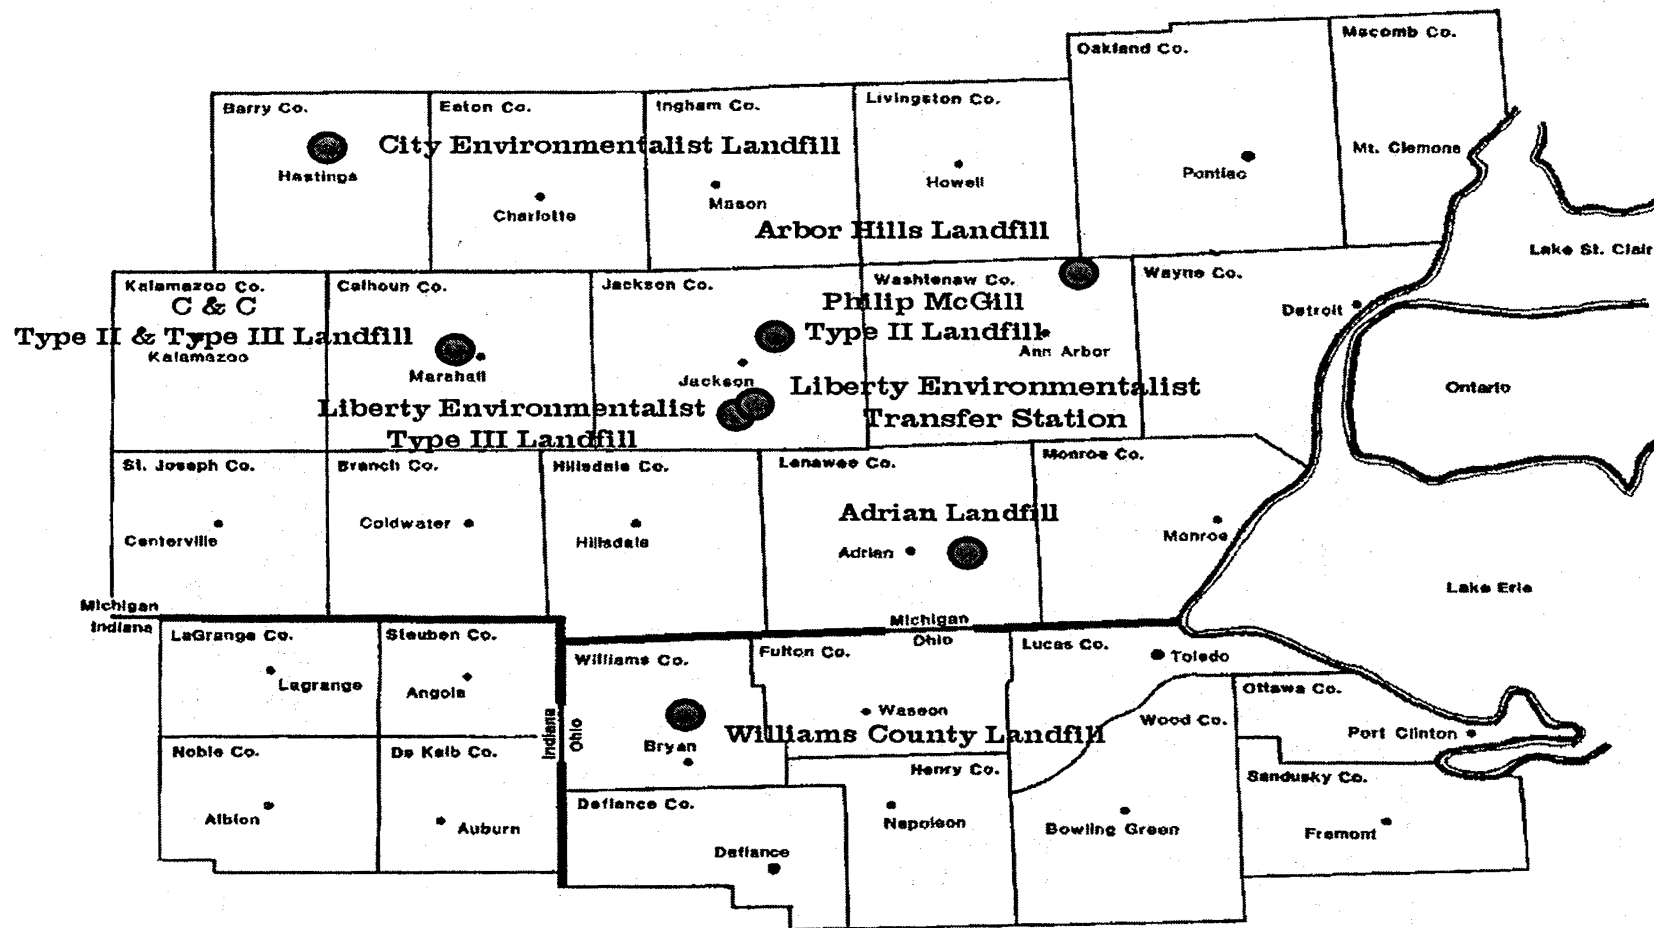 Macomb Co.
Oakland Co.
Barry Co.
Eaton Co.
Ingham Co.
Livingston Co.
City Environmentalist Landfill
Mt. Clemons
Hastings
Charlotte
Mason
Howell
Pontiac
Arbor Hills Landfill
Lake St. Clair
Kalamazoo Co.
Calhoun Co.
Jackson Co.
Washtenaw Co.
Wayne Co.
C & C
Type II & Type III Landfill
Kalamazoo
Philip McGill
Type II Landfill
Detroit
Ann Arbor
Marshall
Jackson
Liberty Environmentalist
Transfer Station
Ontario
Liberty Environmentalist
Type III Landfill
St. Joseph Co.
Branch Co.
Hillsdale Co.
Lenawee Co.
Monroe Co.
Adrian Landfill
Centerville
Coldwater
Hillsdale
Adrian
Monroe
Lake Erie
Michigan
Indiana
Michigan
Ohio
LaGrange Co.
Steuben Co.
Williams Co.
Fulton Co.
Lucas Co.
Toledo
Lagrange
Angola
Indiana
Ohio
Ottawa Co.
Bryan
Wauseon
Wood Co.
Port Clinton
Williams County Landfill
Noble Co.
De Kalb Co.
Henry Co.
Sandusky Co.
Defiance Co.
Albion
Auburn
Napoleon
Bowling Green
Fremont
Defiance